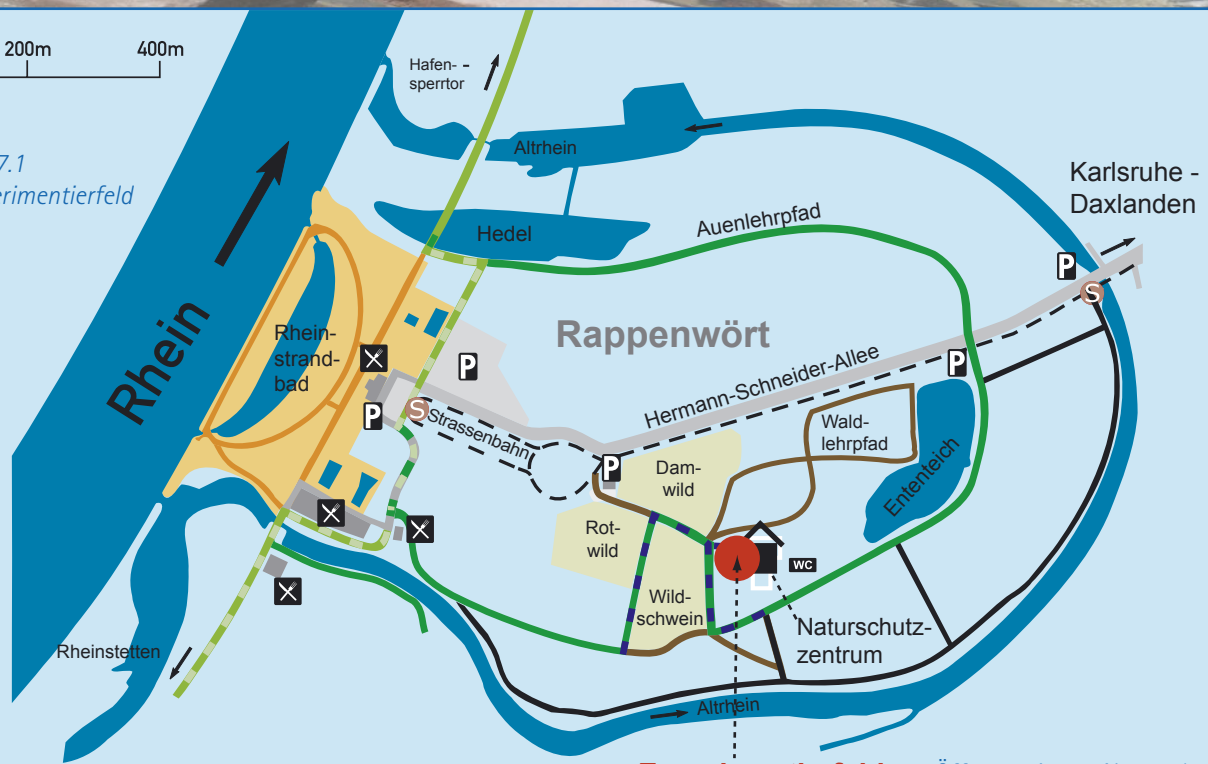 200m 400m
Hafen- -
sperrtor
7.1
erimentierfeld
Altrhein
Karlsruhe -
Daxlanden
Hedel
Auenlehrpfad
P
S
Rhein
Rhein-
strand-
bad
Rappenwört
P
P
Hermann-Schneider-Allee
P
S
Strassenbahn
Wald-
lehrpfad
P
Dam-
wild
Ententeich
Rot-
wild
WC
Wild-
schwein
Naturschutz-
zentrum
Rheinstetten
Altrhein